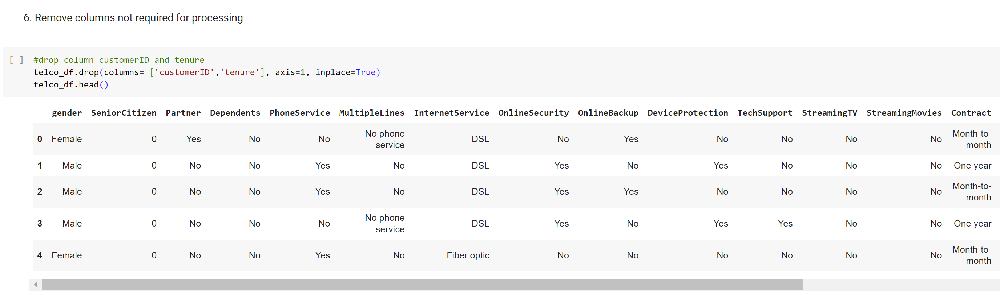 6. Remove columns not required for processing
[ ] #drop column customerID and tenure
telco_df.drop(columns= ['customerID','tenure'], axis=1, inplace=True)
telco_df.head()
gender SeniorCitizen Partner Dependents PhoneService MultipleLines InternetService OnlineSecurity OnlineBackup DeviceProtection TechSupport StreamingTV StreamingMovies Contract
0 Female 0 Yes No No No phone service DSL No Yes No No No No Month-to-month
1 Male 0 No No Yes No DSL Yes No Yes No No No One year
2 Male 0 No No Yes No DSL Yes Yes No No No No Month-to-month
3 Male 0 No No No No phone service DSL Yes No Yes Yes No No One year
4 Female 0 No No Yes No Fiber optic No No No No No No Month-to-month